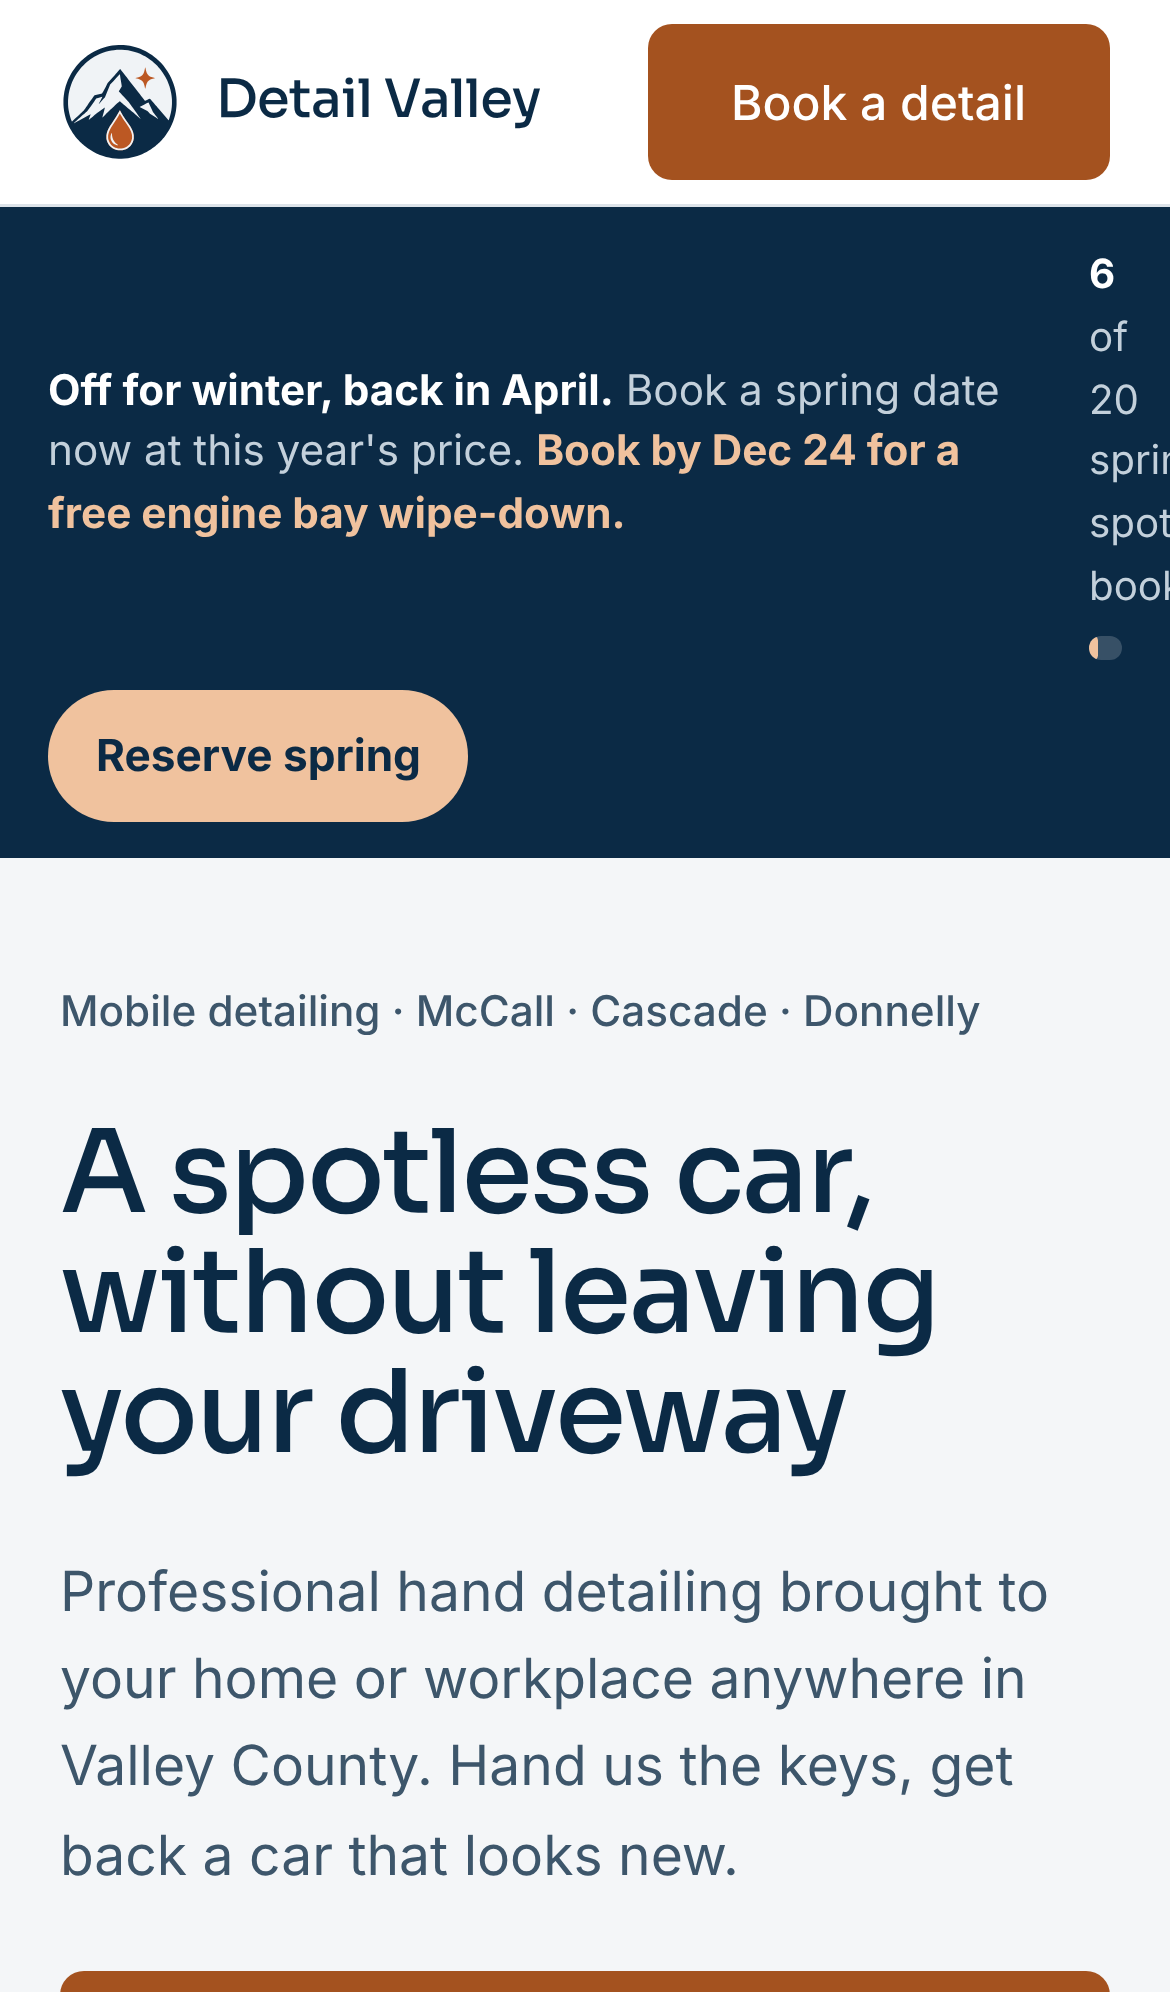 Detail Valley
Book a detail
Off for winter, back in April. Book a spring date
now at this year's price. Book by Dec 24 for a
free engine bay wipe-down.
6
of
20
Reserve spring
Mobile detailing · McCall · Cascade · Donnelly
A spotless car,
without leaving
your driveway
Professional hand detailing brought to
your home or workplace anywhere in
Valley County. Hand us the keys, get
back a car that looks new.